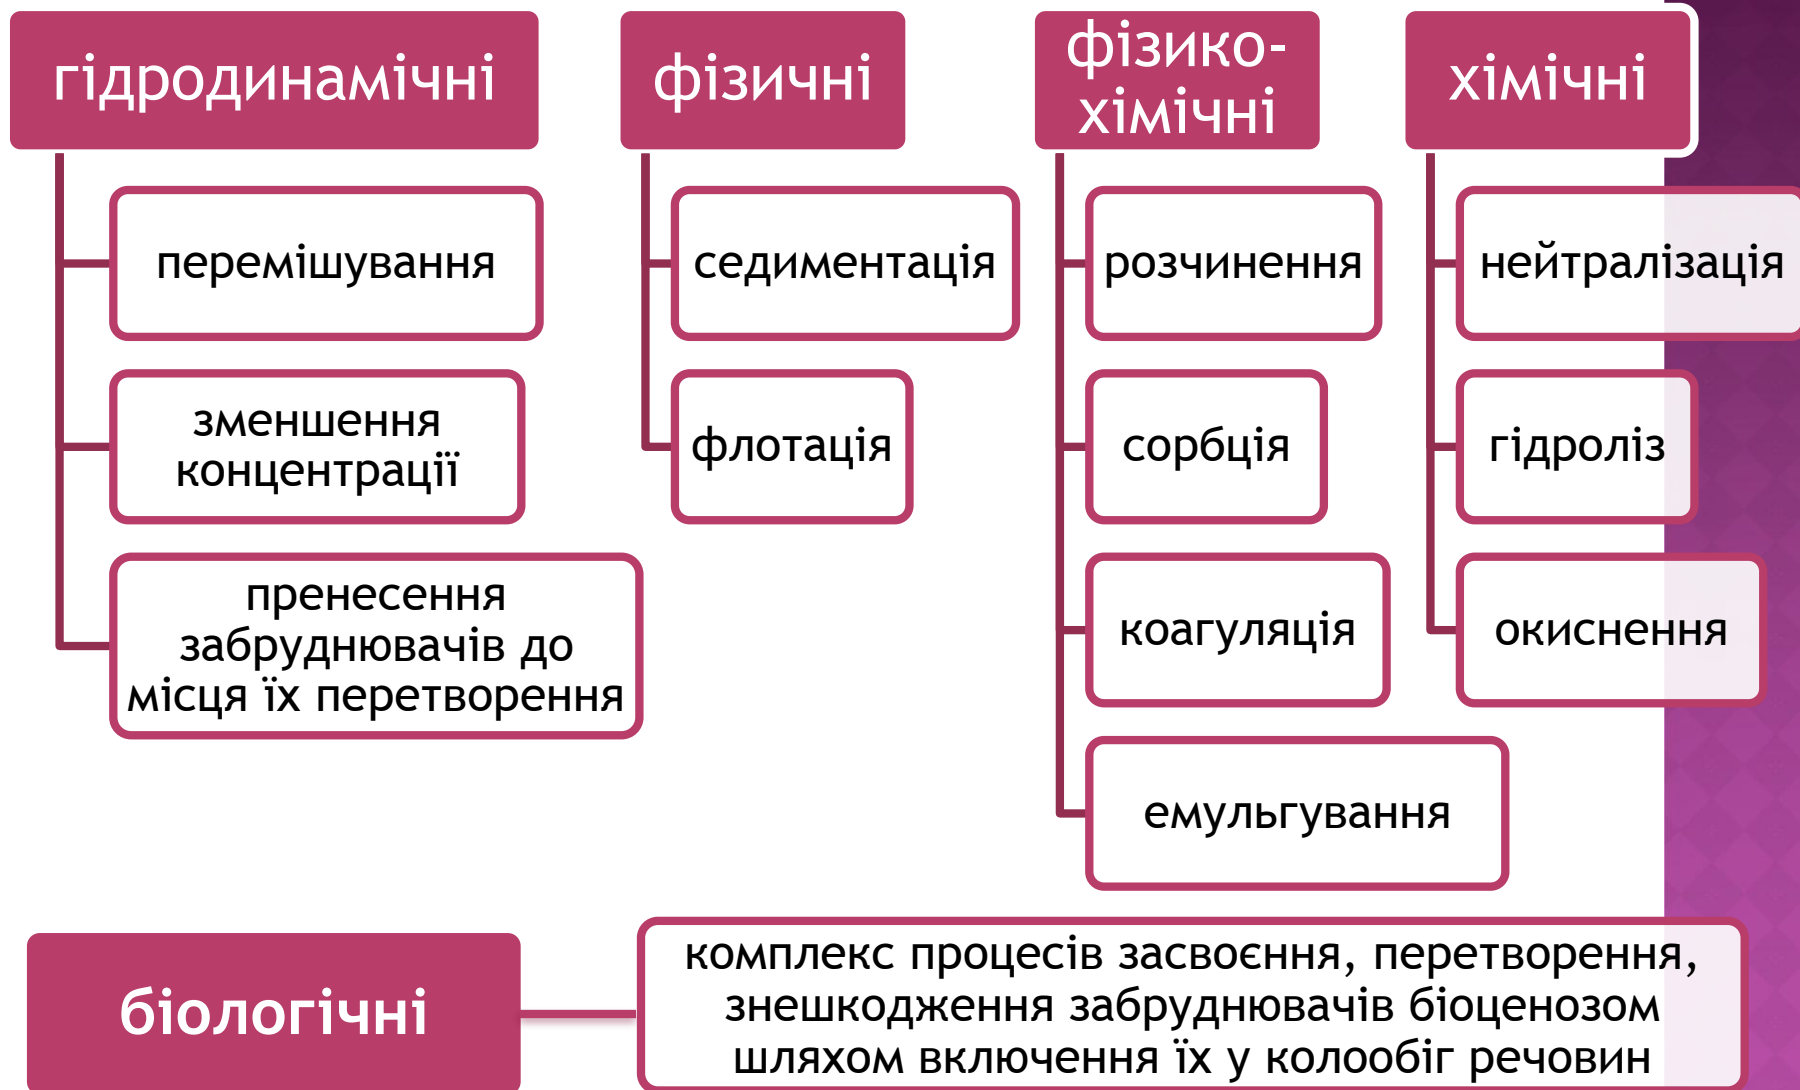 гідродинамічні
перемішування
зменшення
концентрації
пренесення
забруднювачів до
місця їх перетворення
фізичні
седиментація
флотація
фізико-
хімічні
розчинення
сорбція
коагуляція
емульгування
хімічні
нейтралізація
гідроліз
окиснення
біологічні
комплекс процесів засвоєння, перетворення,
знешкодження забруднювачів біоценозом
шляхом включення їх у колообіг речовин